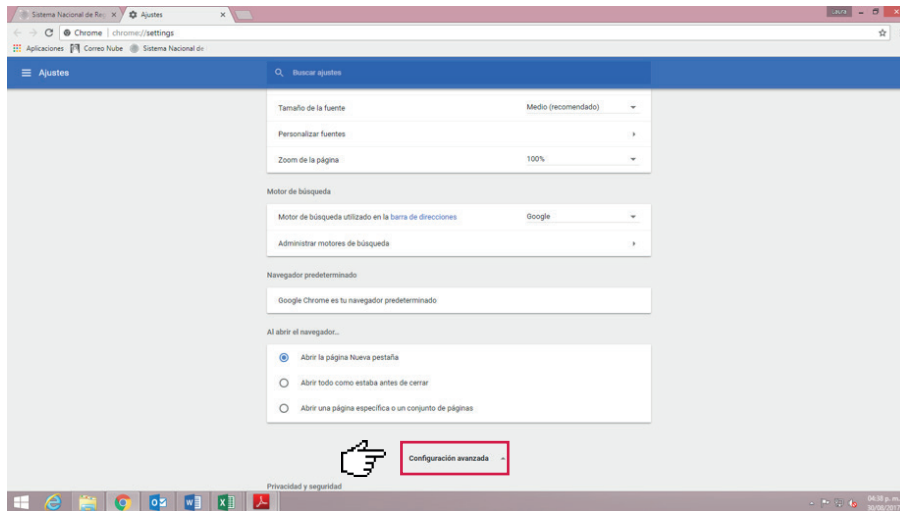 Sistema Nacional de Re
Ajustes
Laura
Chrome | chrome://settings
Aplicaciones Correo Nube Sistema Nacional de
Ajustes
Buscar ajustes
Tamaño de la fuente Medio (recomendado)
Personalizar fuentes
Zoom de la página 100%
Motor de búsqueda
Motor de búsqueda utilizado en la barra de direcciones Google
Administrar motores de búsqueda
Navegador predeterminado
Google Chrome es tu navegador predeterminado
Al abrir el navegador...
Abrir la página Nueva pestaña
Abrir todo como estaba antes de cerrar
Abrir una página específica o un conjunto de páginas
Configuración avanzada
Privacidad y seguridad
04:38 p. m.
30/08/2017